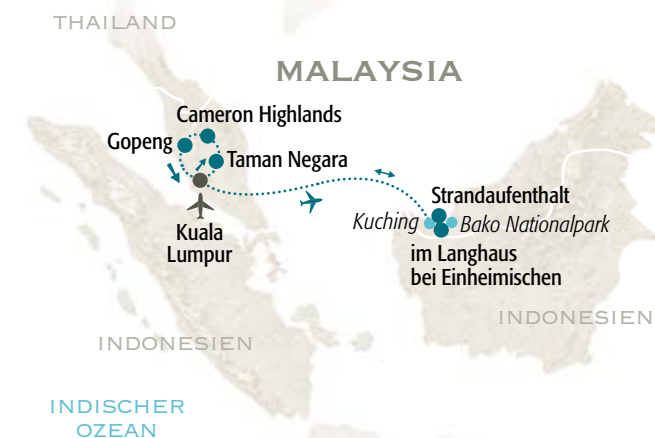 THAILAND
MALAYSIA
Cameron Highlands
Gopeng
Taman Negara
Kuala
Lumpur
Strandaufenthalt
Kuching
Bako Nationalpark
im Langhaus
bei Einheimischen
INDONESIEN
INDONESIEN
INDISCHER
OZEAN